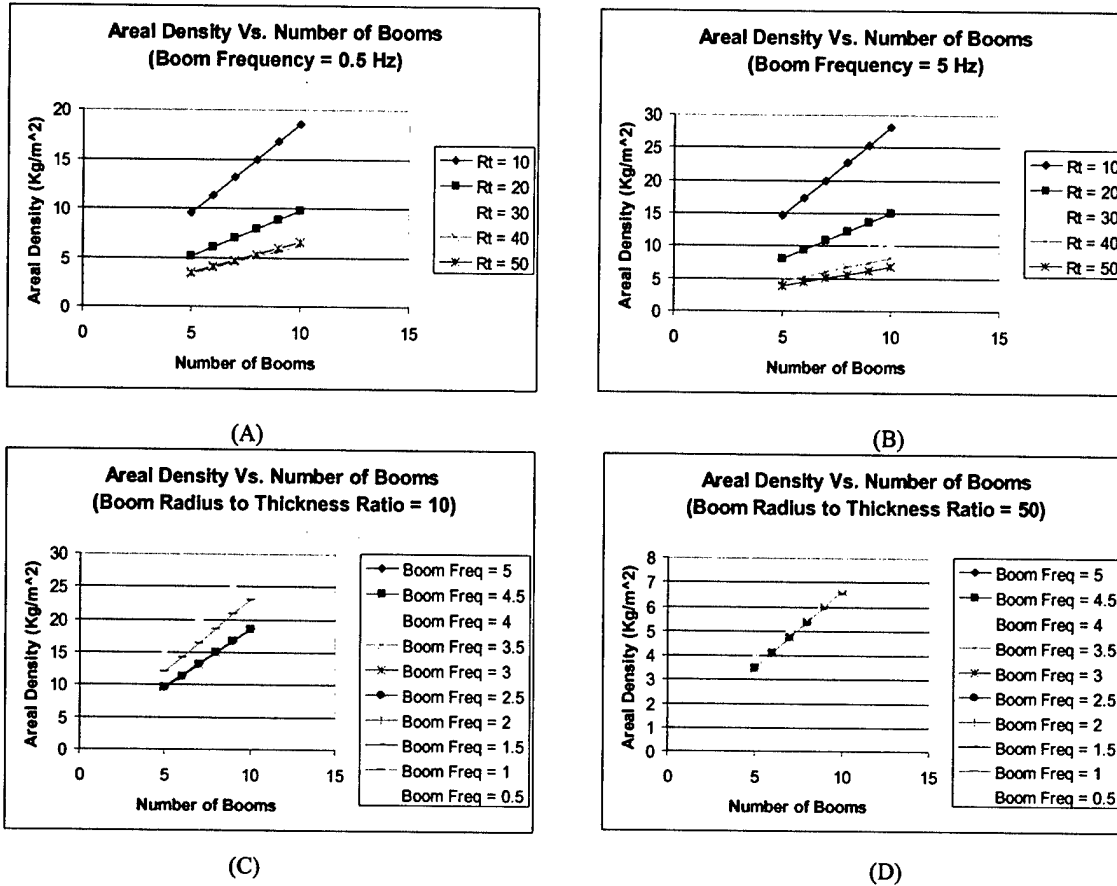 Areal Density Vs. Number of Booms
(Boom Frequency = 0.5 Hz)
Areal Density (Kg/m^2)
20
15
10
5
0
0
5
10
15
Number of Booms
Rt = 10
Rt = 20
Rt = 30
Rt = 40
Rt = 50
(A)
Areal Density Vs. Number of Booms
(Boom Frequency = 5 Hz)
Areal Density (Kg/m^2)
30
25
20
15
10
5
0
0
5
10
15
Number of Booms
Rt = 10
Rt = 20
Rt = 30
Rt = 40
Rt = 50
(B)
Areal Density Vs. Number of Booms
(Boom Radius to Thickness Ratio = 10)
Areal Density (Kg/m^2)
30
25
20
15
10
5
0
0
5
10
15
Number of Booms
Boom Freq = 5
Boom Freq = 4.5
Boom Freq = 4
Boom Freq = 3.5
Boom Freq = 3
Boom Freq = 2.5
Boom Freq = 2
Boom Freq = 1.5
Boom Freq = 1
Boom Freq = 0.5
(C)
Areal Density Vs. Number of Booms
(Boom Radius to Thickness Ratio = 50)
Areal Density (Kg/m^2)
8
7
6
5
4
3
2
1
0
0
5
10
15
Number of Booms
Boom Freq = 5
Boom Freq = 4.5
Boom Freq = 4
Boom Freq = 3.5
Boom Freq = 3
Boom Freq = 2.5
Boom Freq = 2
Boom Freq = 1.5
Boom Freq = 1
Boom Freq = 0.5
(D)